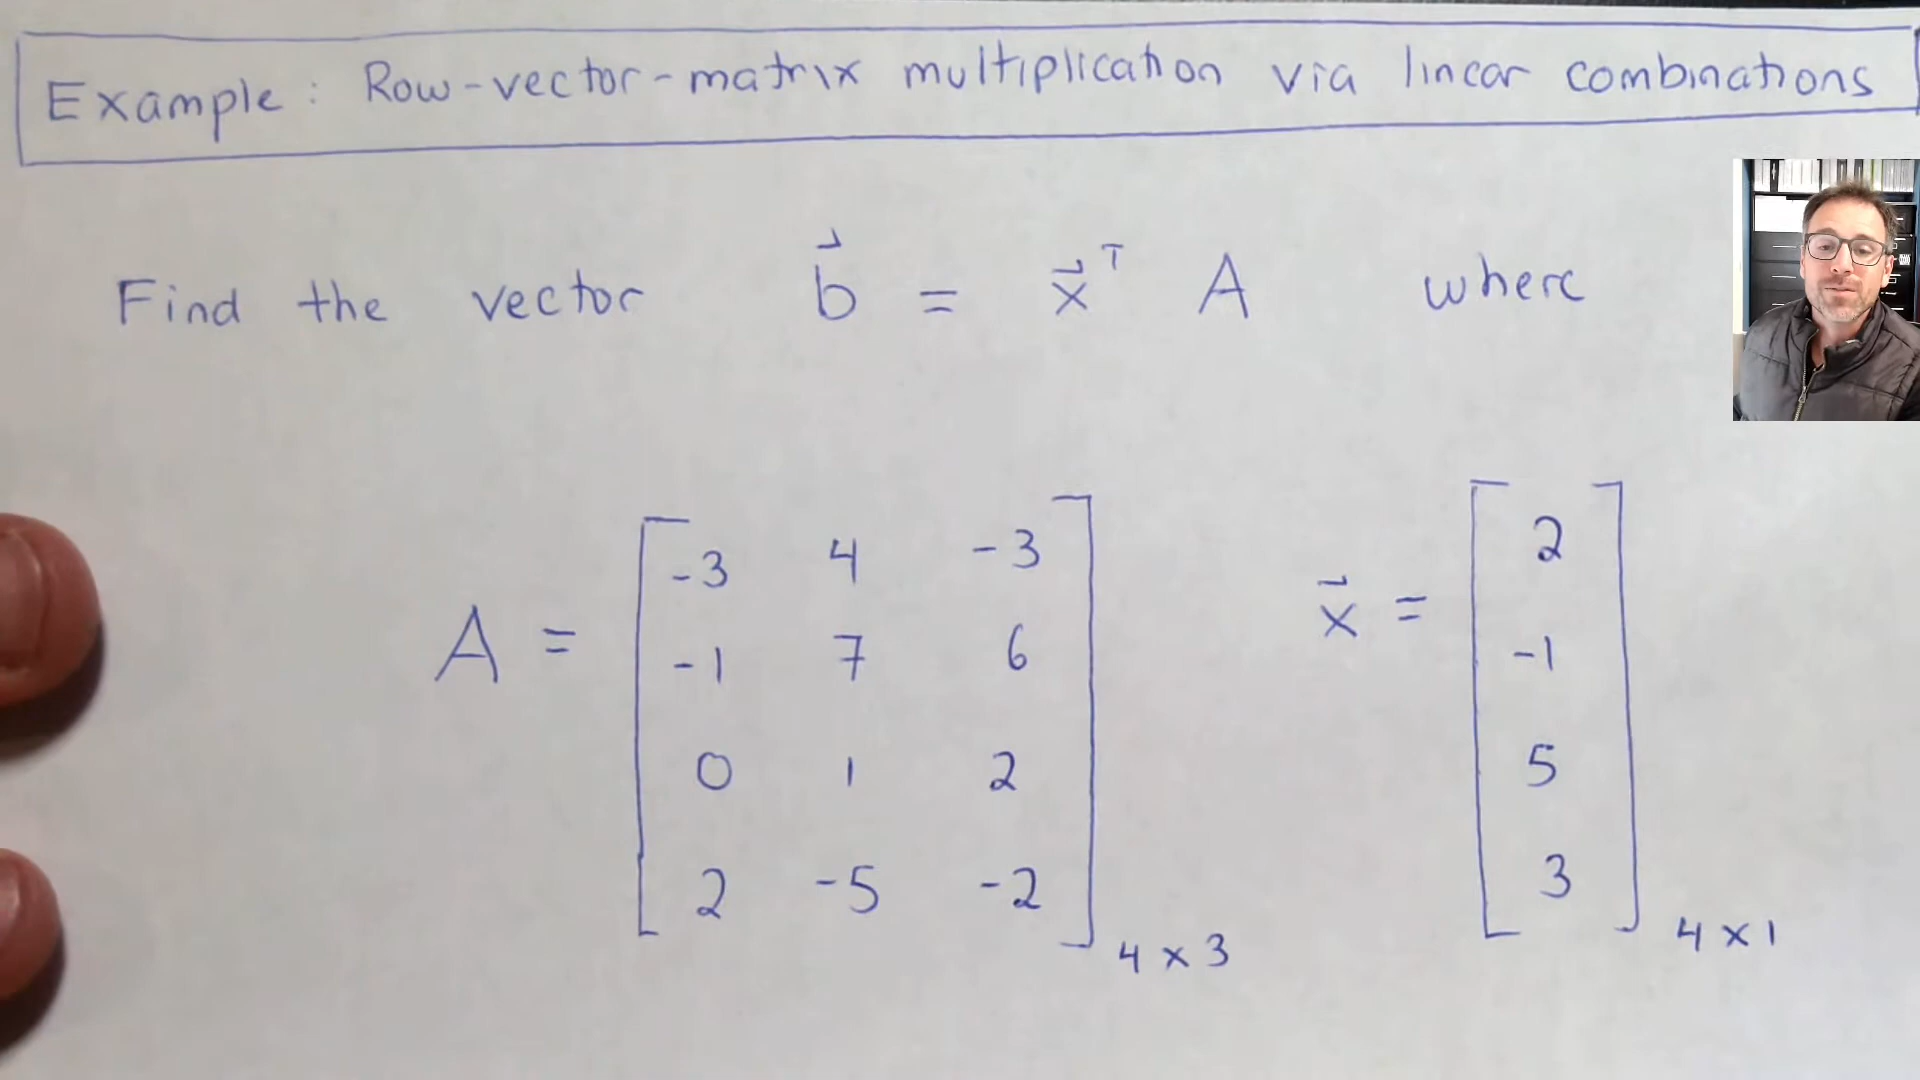 Example: Row-vector-matrix multiplication via linear combinations
Find the vector b⃗ = x⃗ᵀ A where
A = [ -3 4 -3
-1 7 6
0 1 2
2 -5 -2 ] 4 x 3
x⃗ = [ 2
-1
5
3 ] 4 x 1